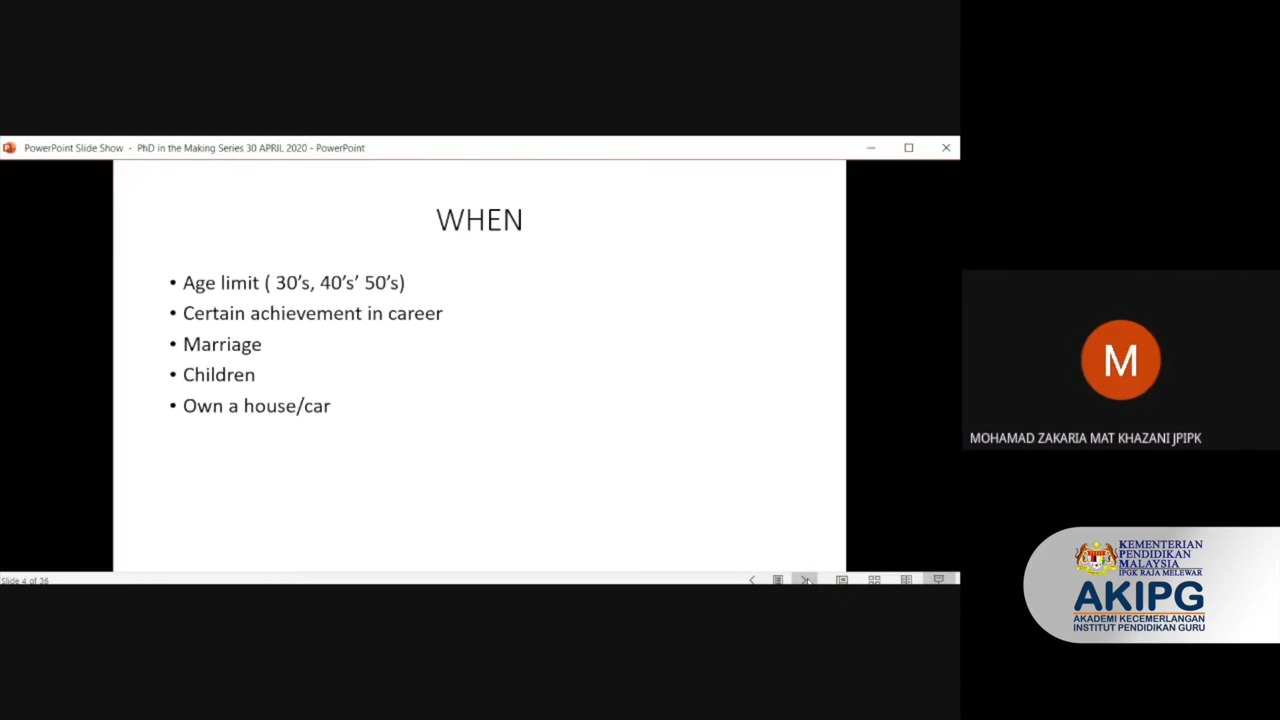 PowerPoint Slide Show - PhD in the Making Series 30 APRIL 2020 - PowerPoint
WHEN
• Age limit ( 30’s, 40’s’ 50’s)
• Certain achievement in career
• Marriage
• Children
• Own a house/car
Slide 4 of 36
M
MOHAMAD ZAKARIA MAT KHAZANI JPIPK
KEMENTERIAN
PENDIDIKAN
MALAYSIA
IPGK RAJA MELEWAR
AKIPG
AKADEMI KECEMERLANGAN
INSTITUT PENDIDIKAN GURU